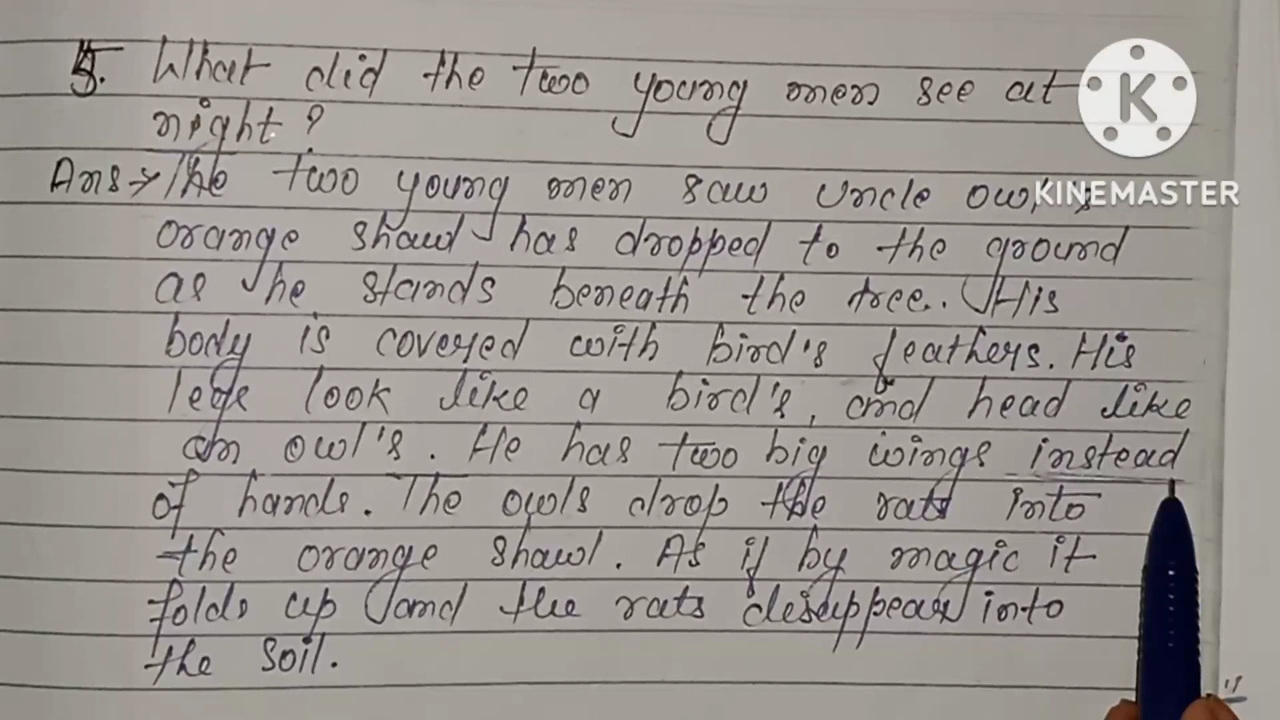 5. What did the two young men see at
night?
Ans→ The two young men saw Uncle owl's
orange shawl has dropped to the ground
as he stands beneath the tree. His
body is covered with bird's feathers. His
legs look like a bird's, and head like
an owl's. He has two big wings instead
of hands. The owls drop the rats into
the orange shawl. As if by magic it
folds up and the rats desappear into
the soil.
K
KINEMASTER